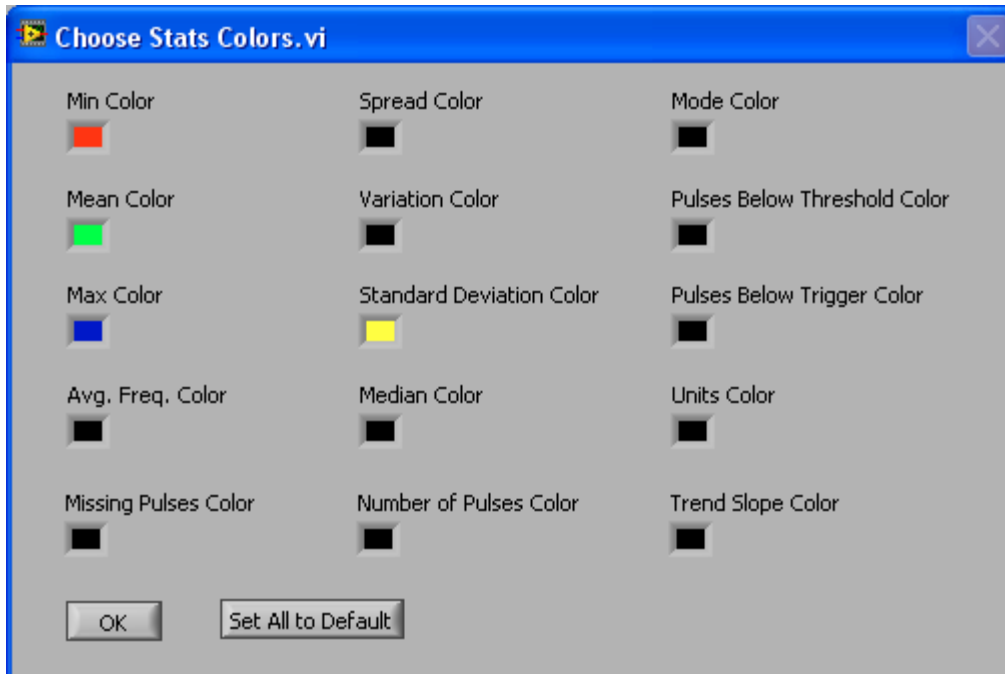 Choose Stats Colors.vi
Min Color
Spread Color
Mode Color
Mean Color
Variation Color
Pulses Below Threshold Color
Max Color
Standard Deviation Color
Pulses Below Trigger Color
Avg. Freq. Color
Median Color
Units Color
Missing Pulses Color
Number of Pulses Color
Trend Slope Color
OK
Set All to Default